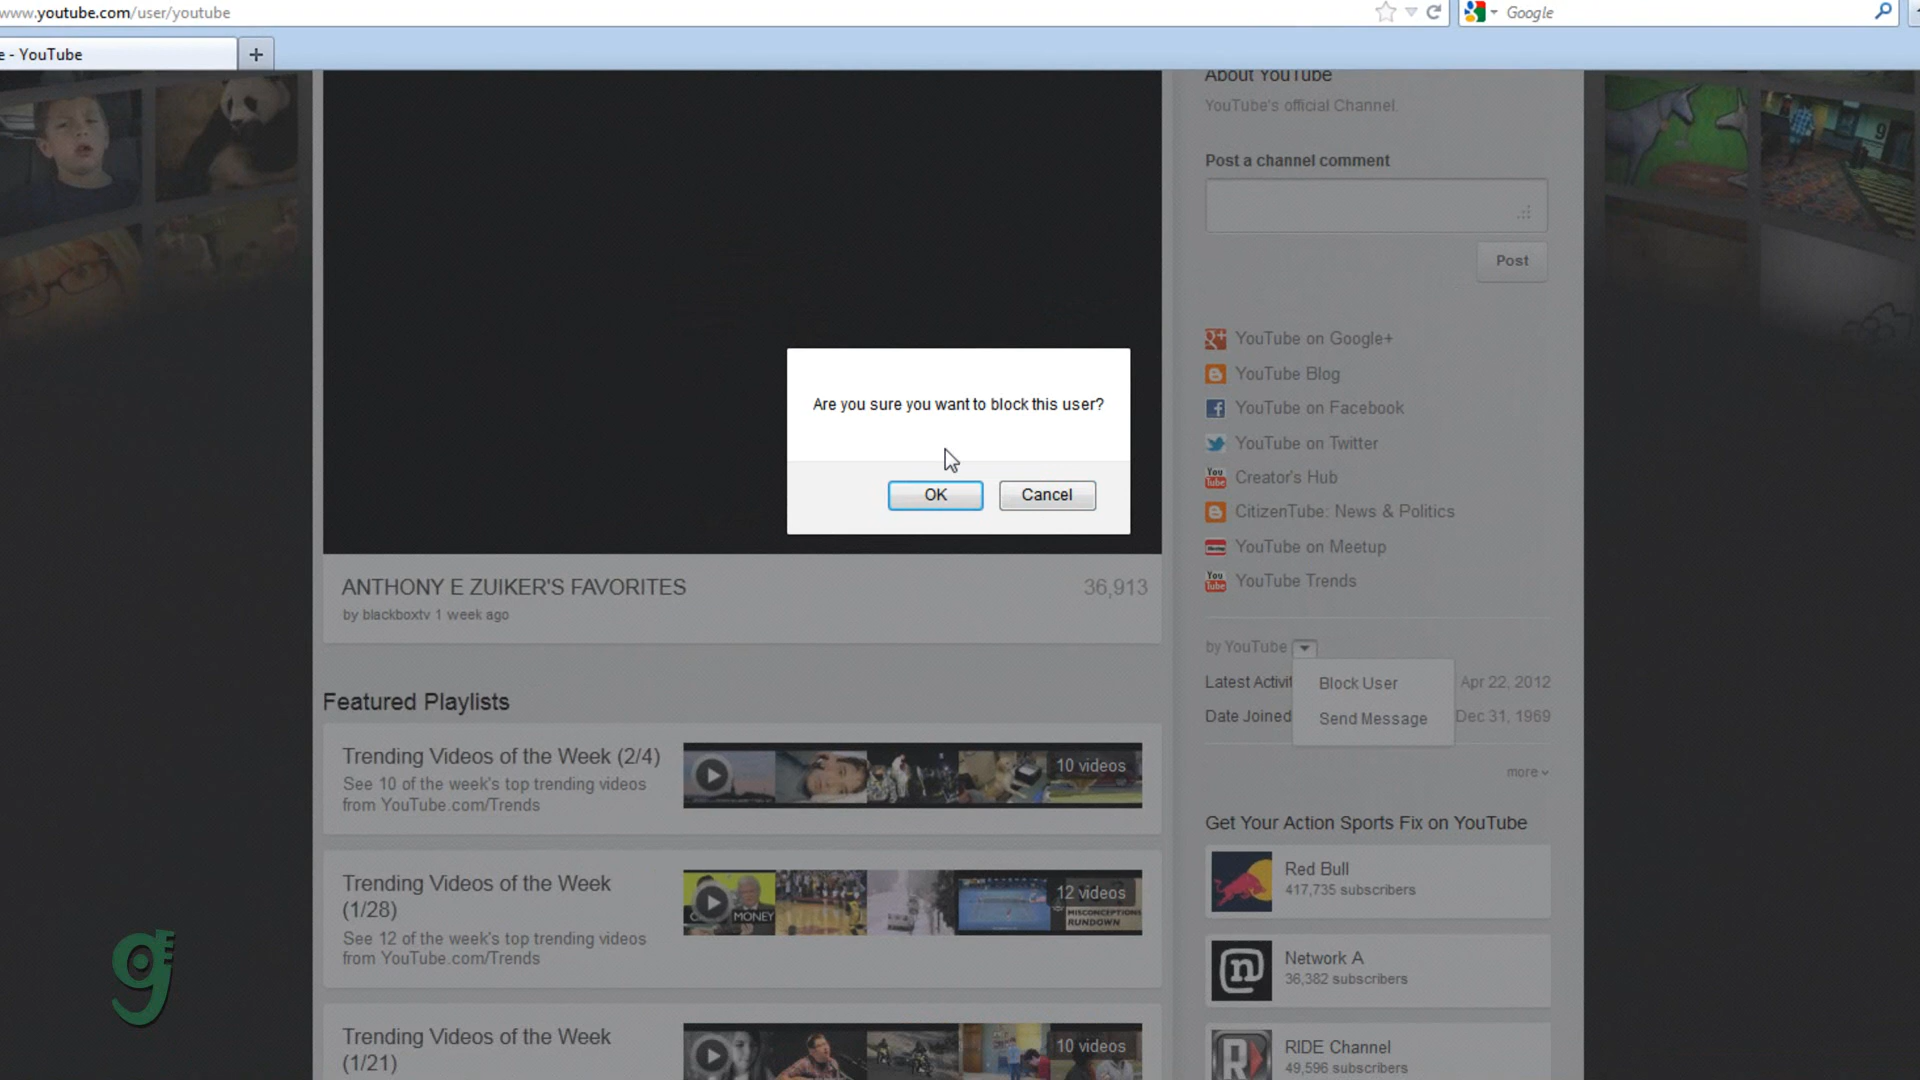 www.youtube.com/user/youtube
Google
e - YouTube
+
About YouTube
YouTube's official Channel.
Post a channel comment
Post
Are you sure you want to block this user?
OK
Cancel
YouTube on Google+
YouTube Blog
YouTube on Facebook
YouTube on Twitter
Creator's Hub
CitizenTube: News & Politics
YouTube on Meetup
YouTube Trends
ANTHONY E ZUIKER'S FAVORITES
36,913
by blackboxtv 1 week ago
by YouTube
Latest Activit
Block User
Apr 22, 2012
Date Joined
Send Message
Dec 31, 1969
more
Featured Playlists
Trending Videos of the Week (2/4)
See 10 of the week's top trending videos
from YouTube.com/Trends
10 videos
Trending Videos of the Week
(1/28)
See 12 of the week's top trending videos
from YouTube.com/Trends
MONEY
12 videos
MISCONCEPTIONS
RUNDOWN
Trending Videos of the Week
(1/21)
10 videos
Get Your Action Sports Fix on YouTube
Red Bull
417,735 subscribers
Network A
36,382 subscribers
RIDE Channel
49,596 subscribers